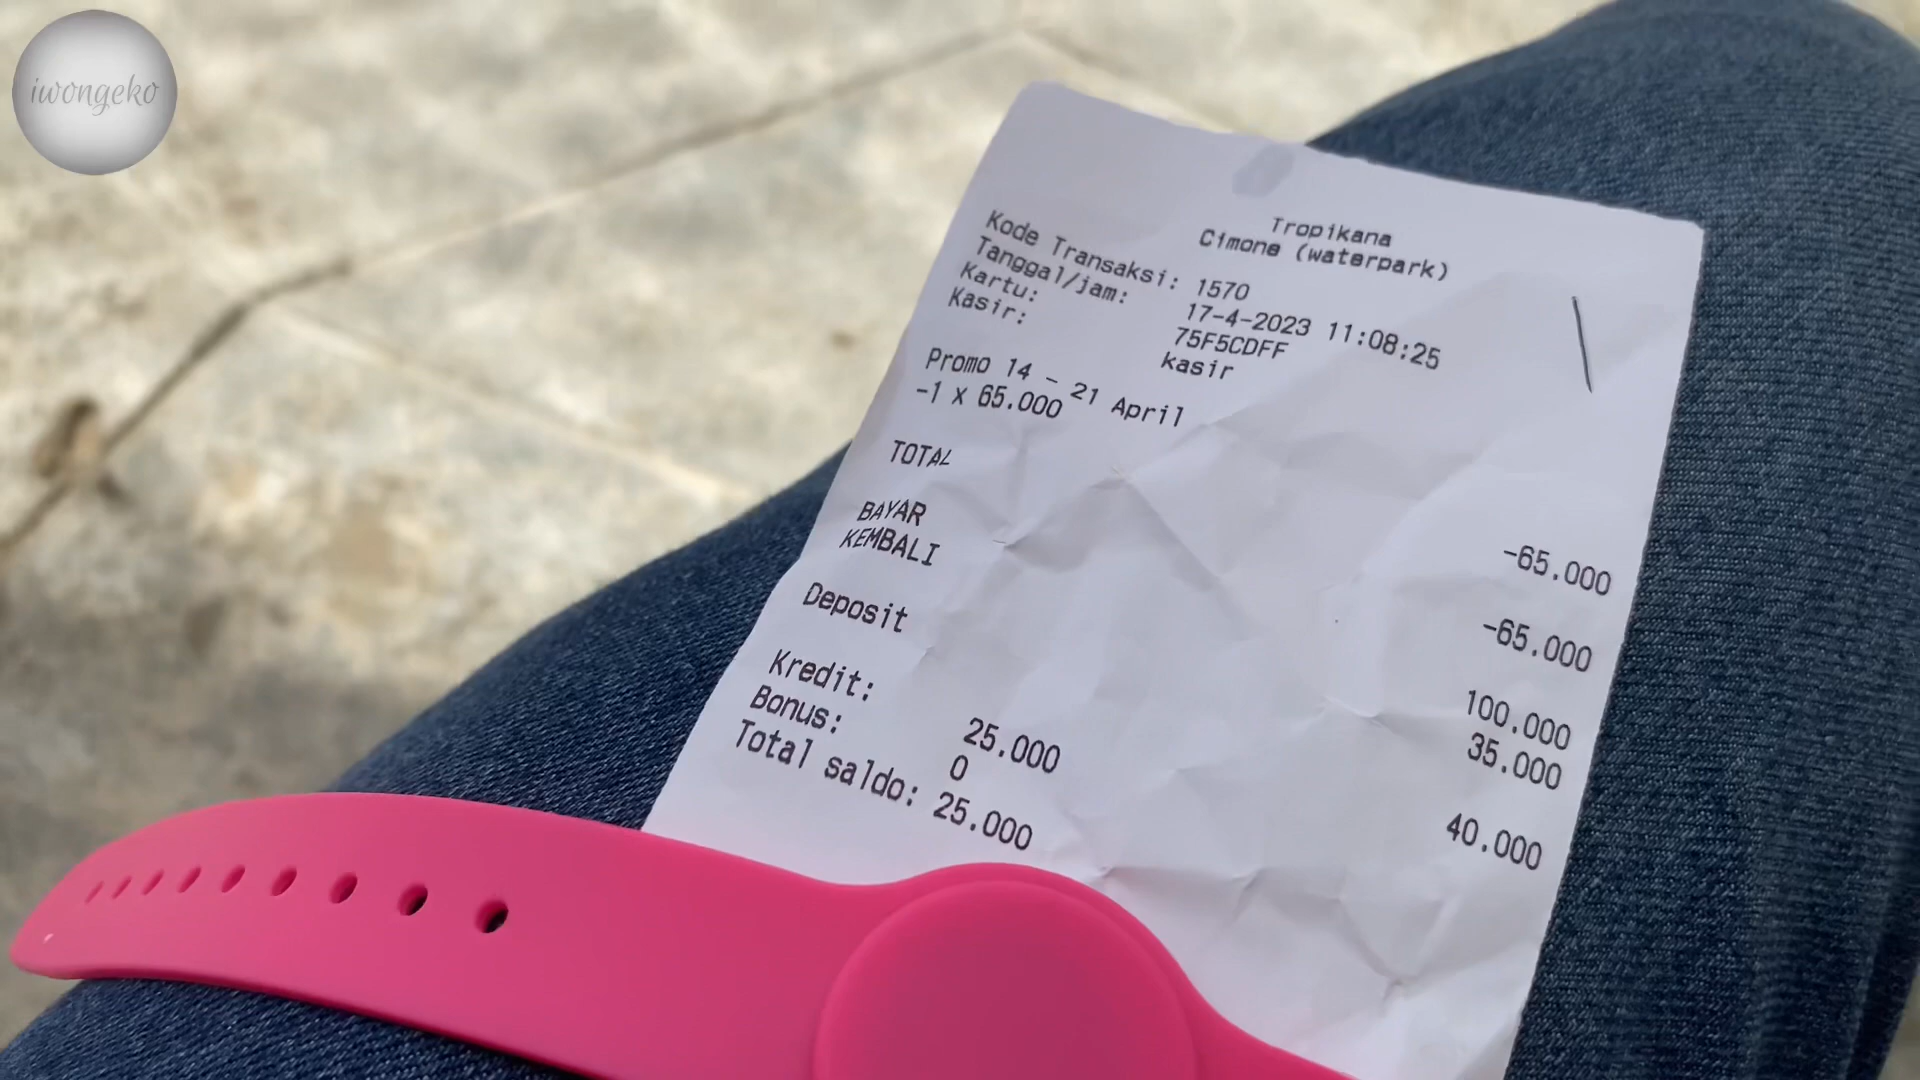 iwongeko
Tropikana
Cimone (waterpark)
Kode Transaksi: 1570
Tanggal/jam: 17-4-2023 11:08:25
Kartu: 75F5CDFF
Kasir: kasir
Promo 14 - 21 April
-1 x 65.000 -65.000
TOTAL -65.000
BAYAR 100.000
KEMBALI 35.000
Deposit 40.000
Kredit: 25.000
Bonus: 0
Total saldo: 25.000